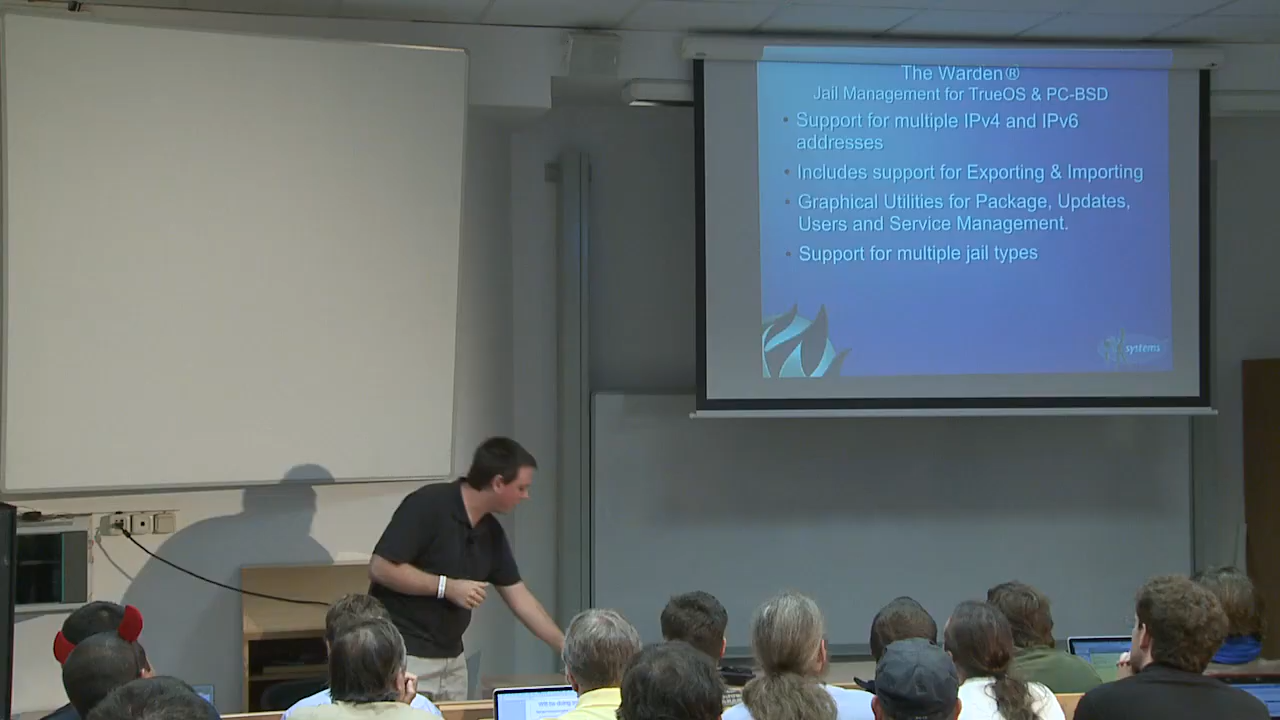 The Warden®
Jail Management for TrueOS & PC-BSD
• Support for multiple IPv4 and IPv6
addresses
• Includes support for Exporting & Importing
• Graphical Utilities for Package, Updates,
Users and Service Management.
• Support for multiple jail types
systems